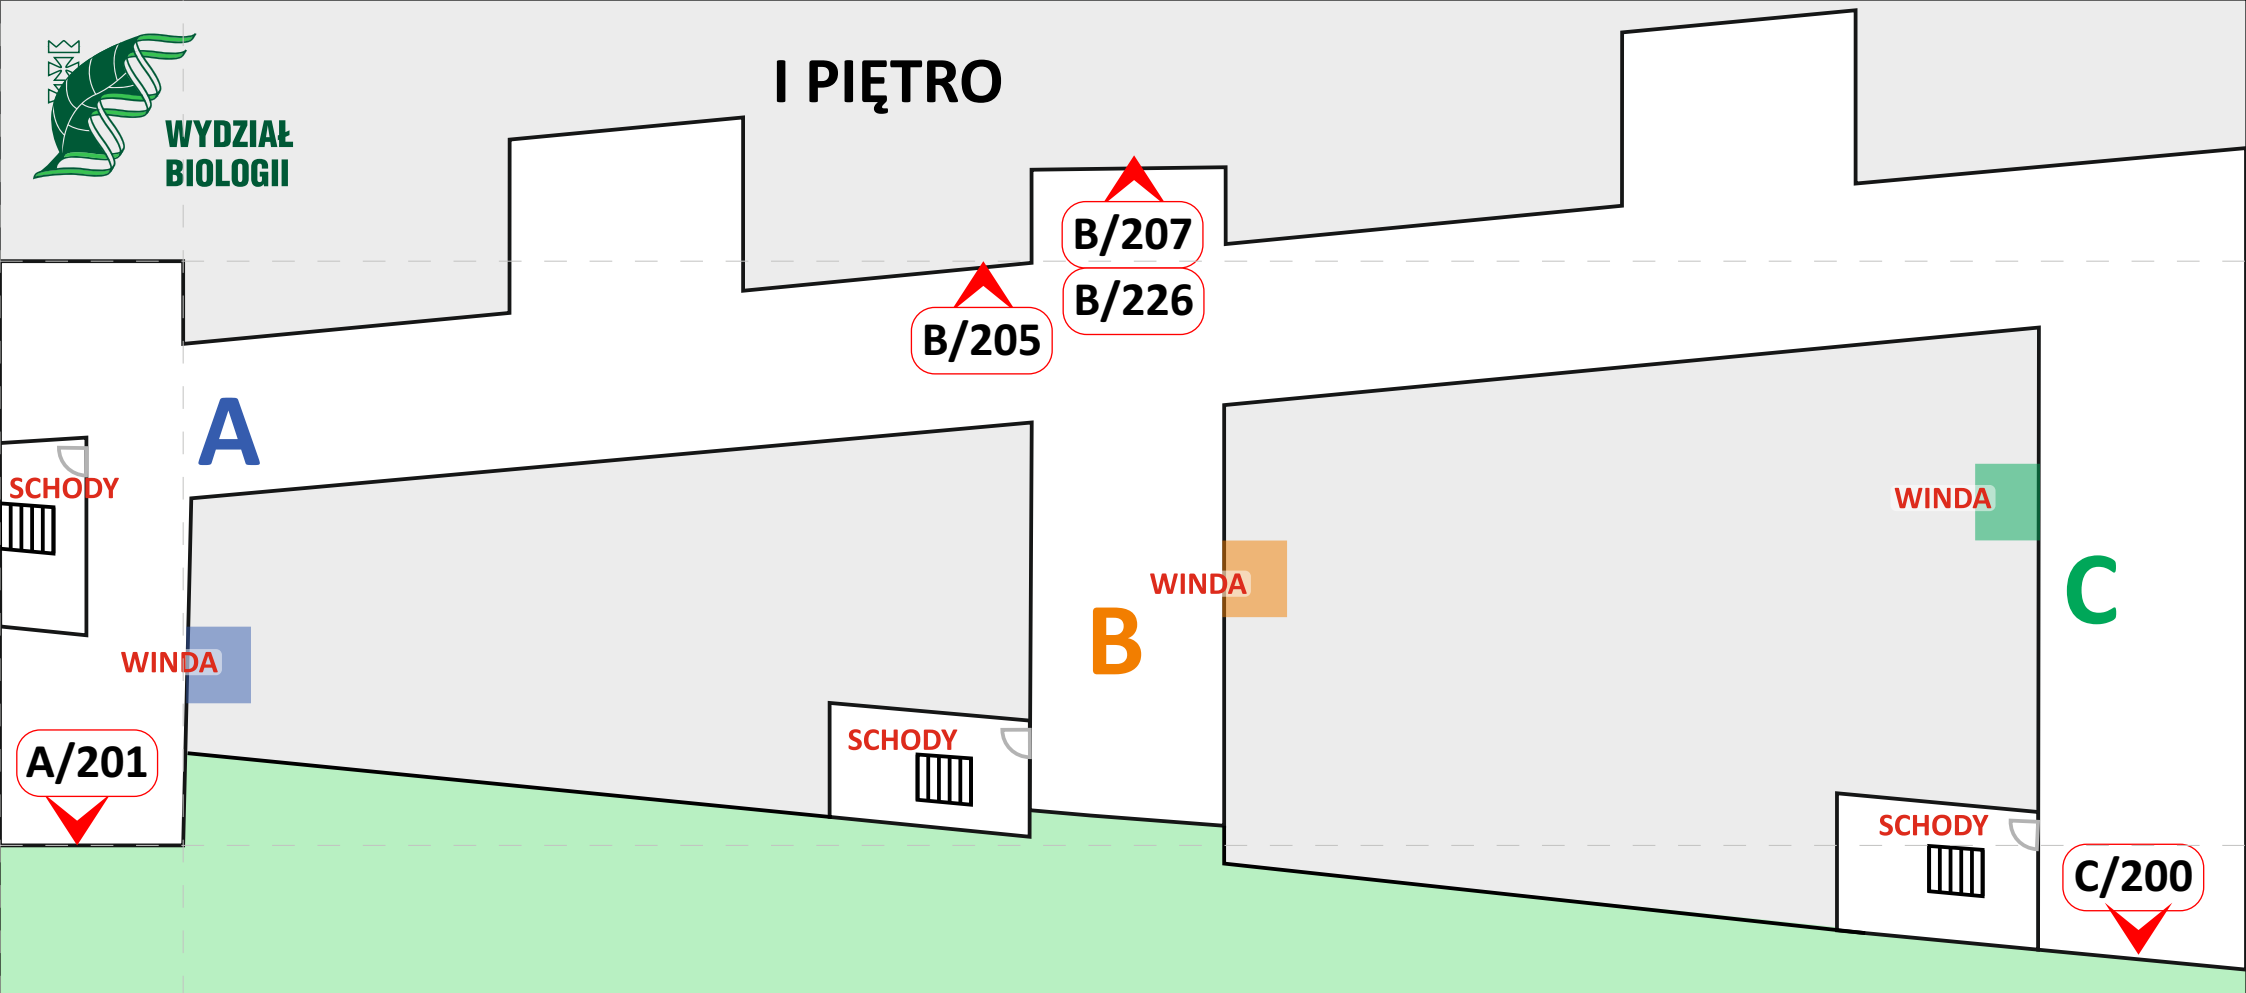 I PIĘTRO
WYDZIAŁ
BIOLOGII
B/207
B/226
B/205
A
SCHODY
WINDA
WINDA
WINDA
C
B
A/201
SCHODY
SCHODY
C/200